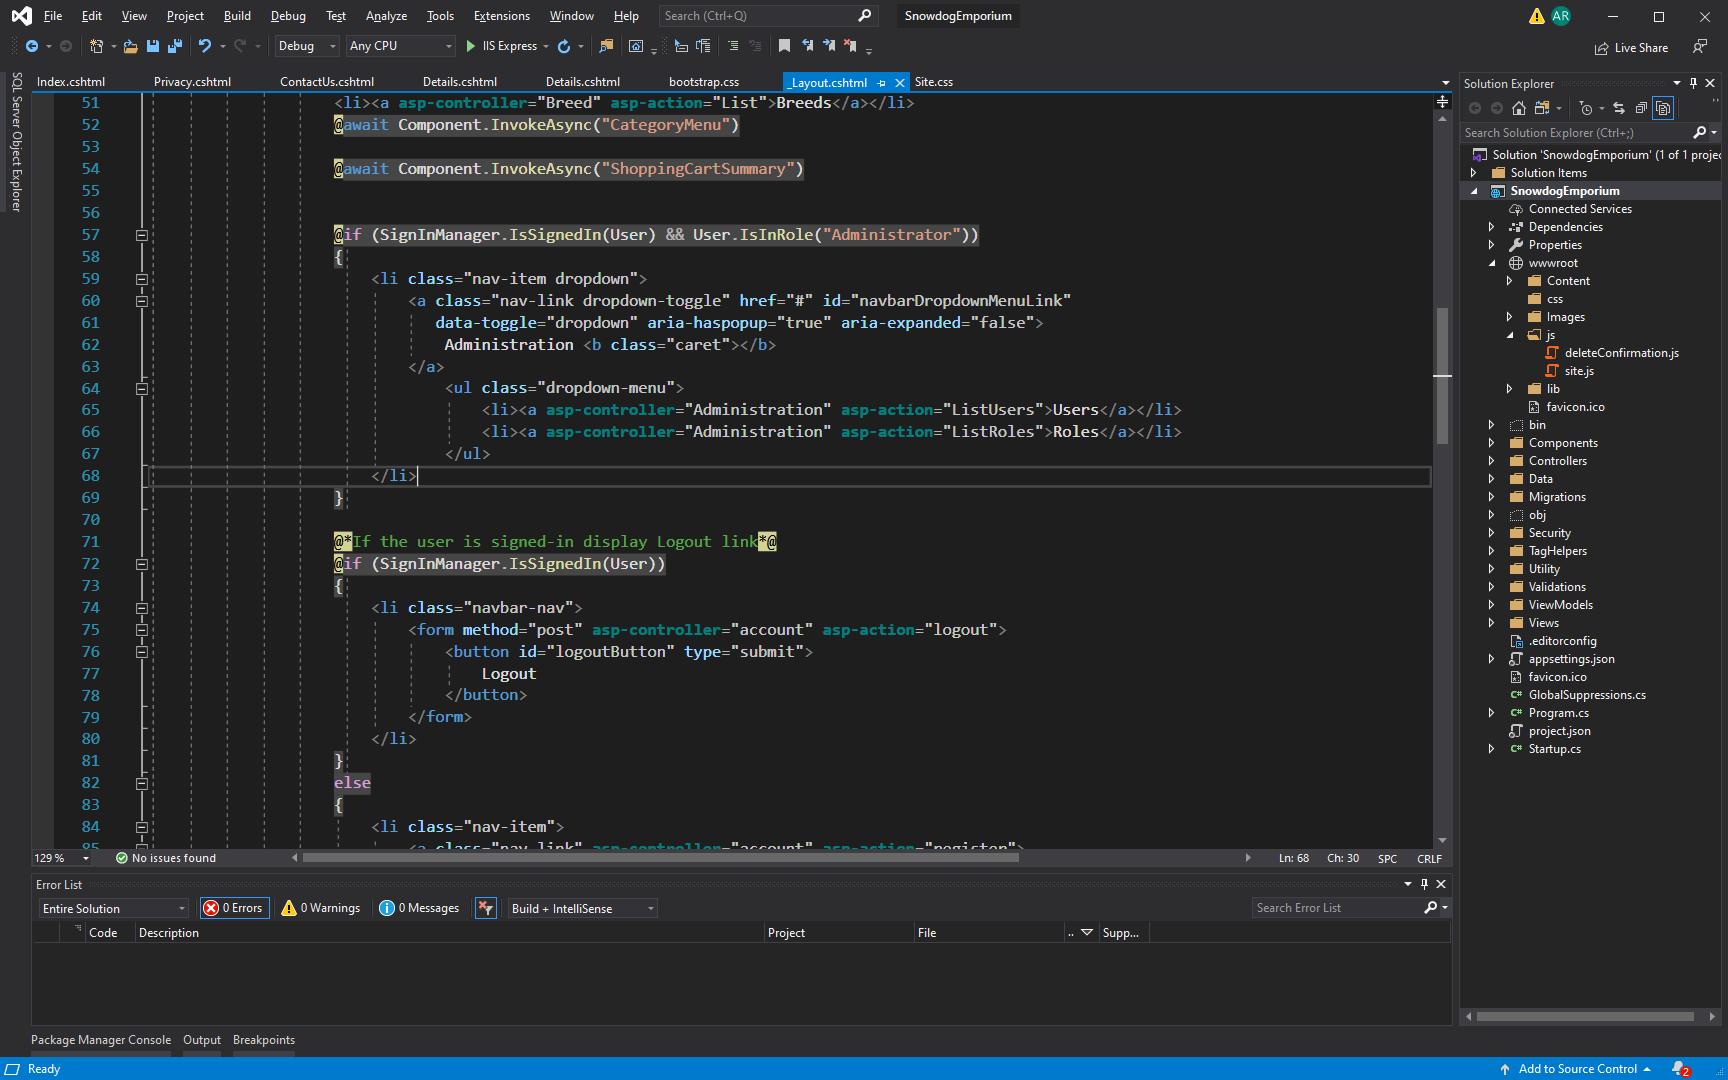 File Edit View Project Build Debug Test Analyze Tools Extensions Window Help Search (Ctrl+Q) SnowdogEmporium AR
Debug Any CPU IIS Express Live Share
SQL Server Object Explorer
Index.cshtml Privacy.cshtml ContactUs.cshtml Details.cshtml Details.cshtml bootstrap.css _Layout.cshtml Site.css
51 <li><a asp-controller="Breed" asp-action="List">Breeds</a></li>
52 @await Component.InvokeAsync("CategoryMenu")
53
54 @await Component.InvokeAsync("ShoppingCartSummary")
55
56
57 @if (SignInManager.IsSignedIn(User) && User.IsInRole("Administrator"))
58 {
59 <li class="nav-item dropdown">
60 <a class="nav-link dropdown-toggle" href="#" id="navbarDropdownMenuLink"
61 data-toggle="dropdown" aria-haspopup="true" aria-expanded="false">
62 Administration <b class="caret"></b>
63 </a>
64 <ul class="dropdown-menu">
65 <li><a asp-controller="Administration" asp-action="ListUsers">Users</a></li>
66 <li><a asp-controller="Administration" asp-action="ListRoles">Roles</a></li>
67 </ul>
68 </li>
69 }
70
71 @*If the user is signed-in display Logout link*@
72 @if (SignInManager.IsSignedIn(User))
73 {
74 <li class="navbar-nav">
75 <form method="post" asp-controller="account" asp-action="logout">
76 <button id="logoutButton" type="submit">
77 Logout
78 </button>
79 </form>
80 </li>
81 }
82 else
83 {
84 <li class="nav-item">
85 <a class="nav-link" asp-controller="account" asp-action="register">
129 % No issues found Ln: 68 Ch: 30 SPC CRLF
Error List
Entire Solution 0 Errors 0 Warnings 0 Messages Build + IntelliSense Search Error List
Code Description Project File .. Supp...
Package Manager Console Output Breakpoints
Ready Add to Source Control 2
Solution Explorer
Search Solution Explorer (Ctrl+;)
Solution 'SnowdogEmporium' (1 of 1 projec
Solution Items
SnowdogEmporium
Connected Services
Dependencies
Properties
wwwroot
Content
css
Images
js
deleteConfirmation.js
site.js
lib
favicon.ico
bin
Components
Controllers
Data
Migrations
obj
Security
TagHelpers
Utility
Validations
ViewModels
Views
.editorconfig
appsettings.json
favicon.ico
C# GlobalSuppressions.cs
C# Program.cs
project.json
C# Startup.cs